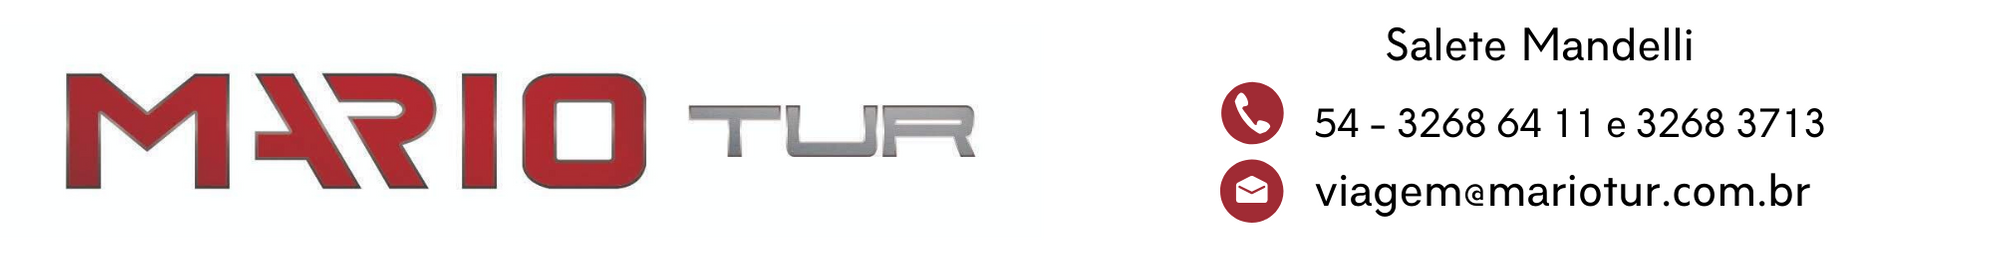 MARIO TUR
Salete Mandelli
54 - 3268 64 11 e 3268 3713
viagem@mariotur.com.br